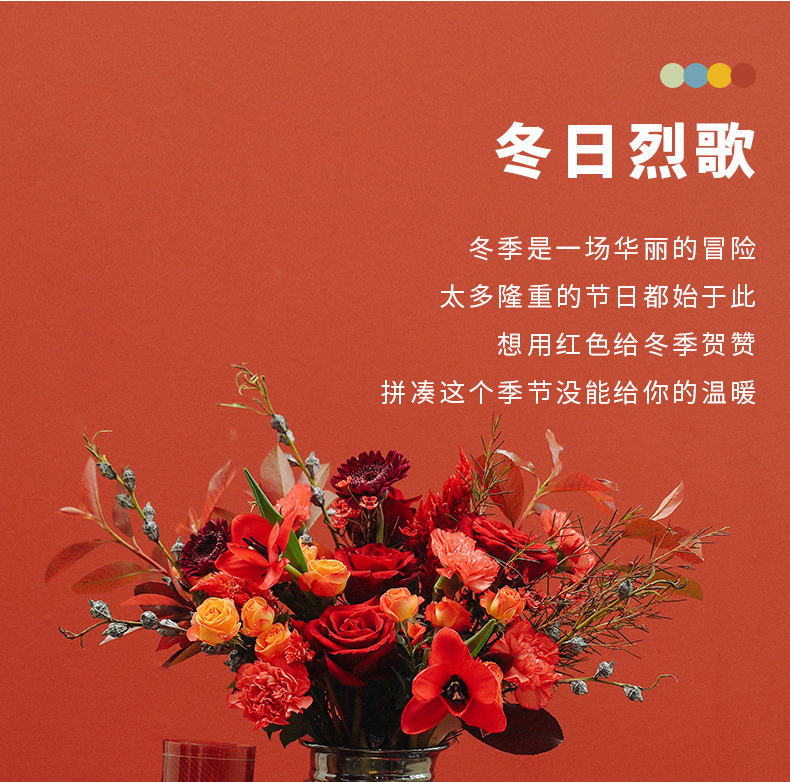 冬日烈歌
冬季是一场华丽的冒险
太多隆重的节日都始于此
想用红色给冬季贺赞
拼凑这个季节没能给你的温暖